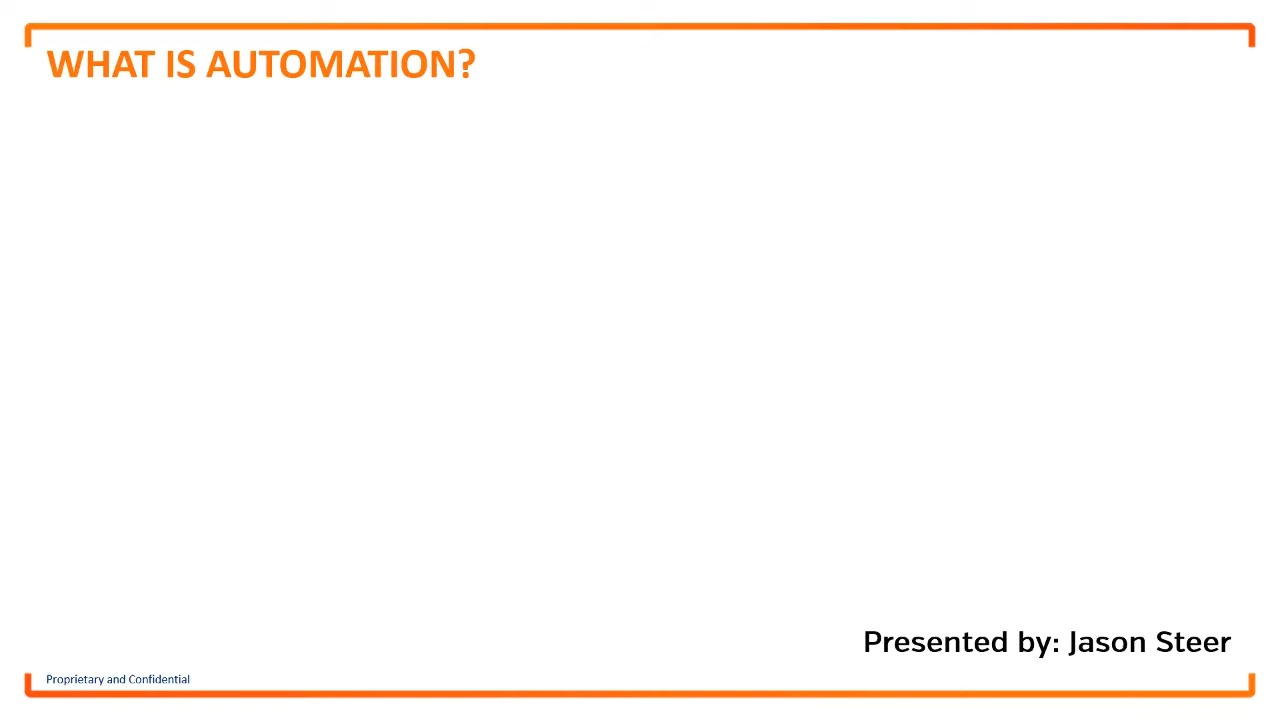 WHAT IS AUTOMATION?
Presented by: Jason Steer
Proprietary and Confidential